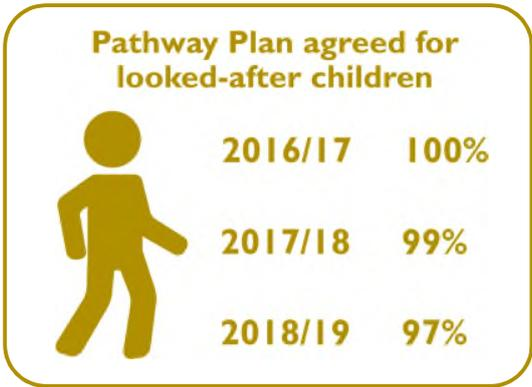 Pathway Plan agreed for
looked-after children
2016/17 100%
2017/18 99%
2018/19 97%